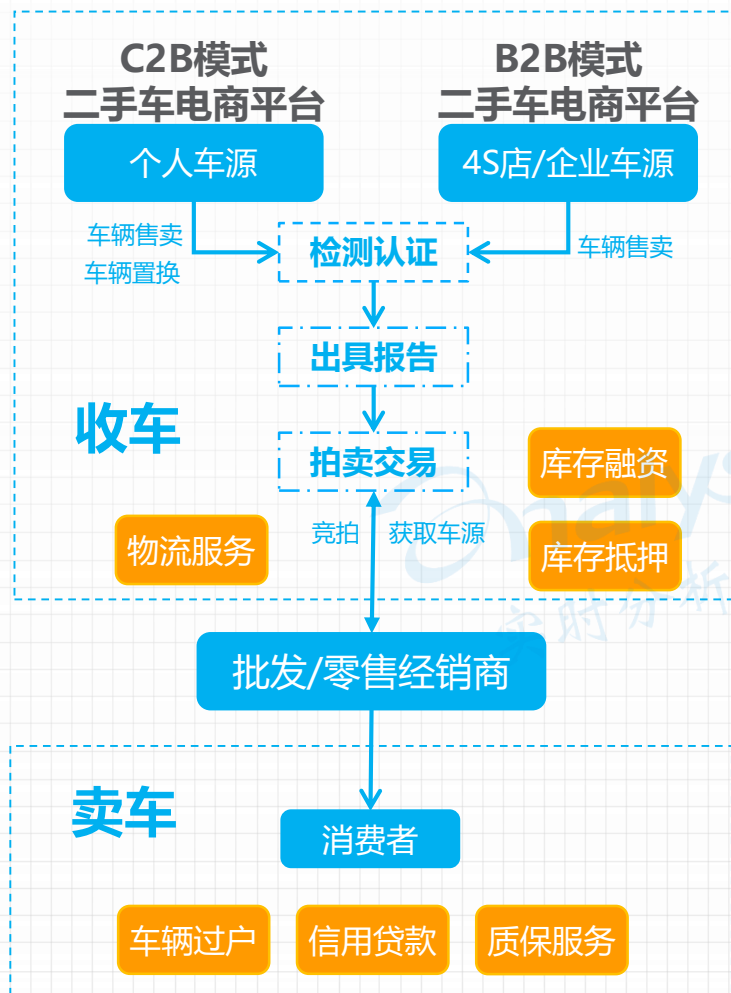 C2B模式
二手车电商平台
B2B模式
二手车电商平台
个人车源
4S店/企业车源
车辆售卖
车辆置换
检测认证
车辆售卖
出具报告
收车
拍卖交易
库存融资
竞拍
获取车源
物流服务
库存抵押
实时分析
批发/零售经销商
卖车
消费者
车辆过户
信用贷款
质保服务